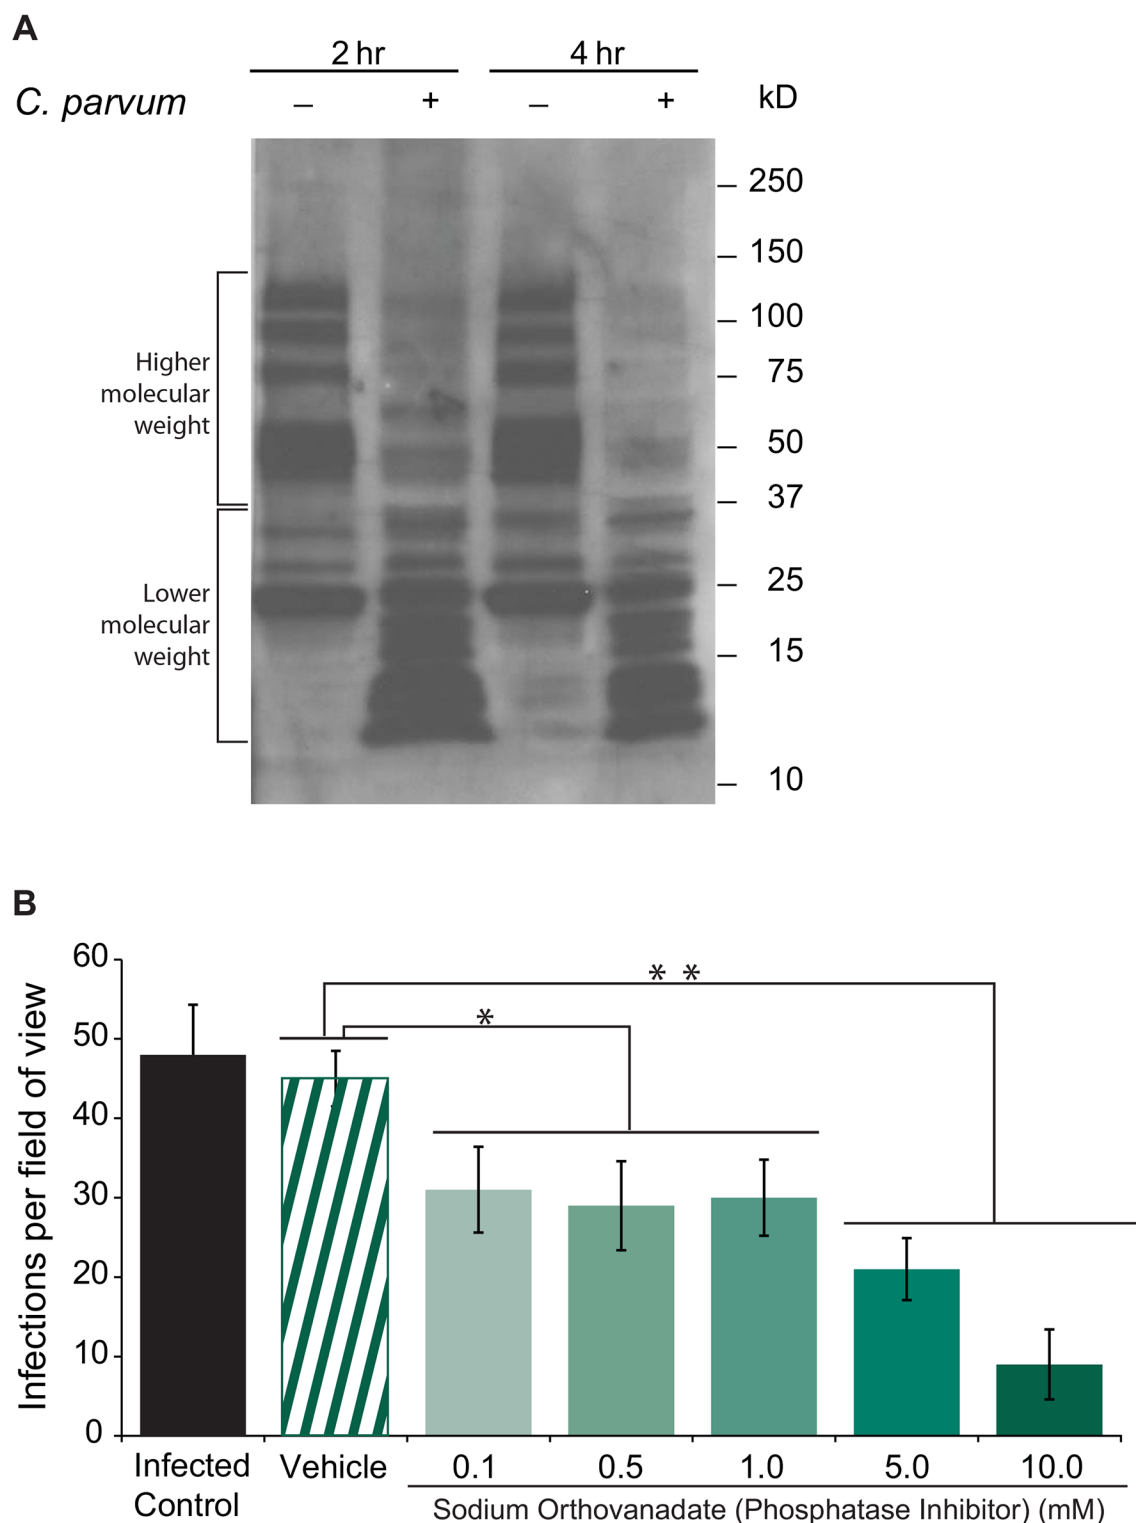 A
2 hr 4 hr
C. parvum – + – + kD
250
150
100
75
50
37
25
15
10
Higher
molecular
weight
Lower
molecular
weight
B
Infections per field of view
60
50
40
30
20
10
0
* *
*
Infected
Control
Vehicle
0.1 0.5 1.0 5.0 10.0
Sodium Orthovanadate (Phosphatase Inhibitor) (mM)